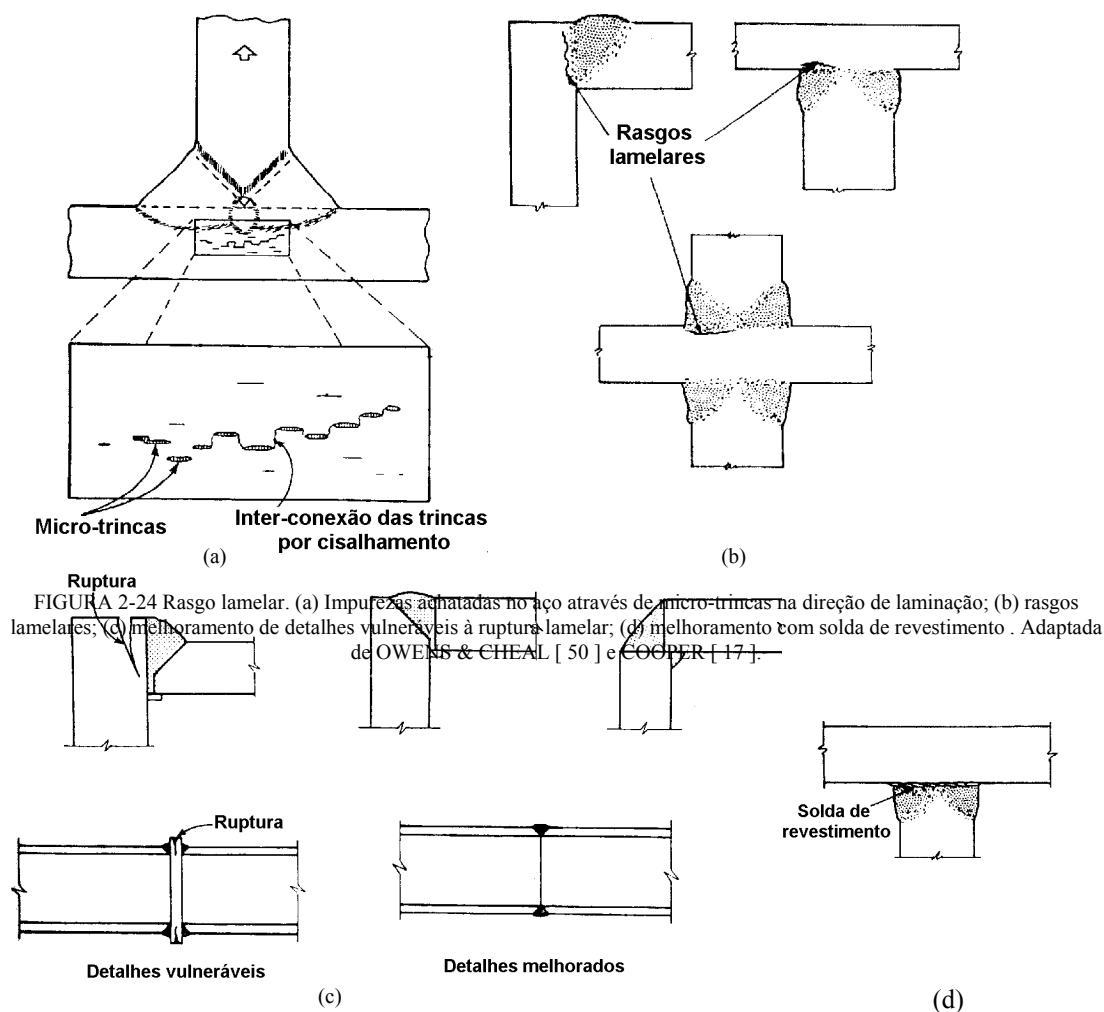 Rasgos
lamelares
Micro-trincas
Inter-conexão das trincas
por cisalhamento
(a)
(b)
Ruptura
FIGURA 2-24 Rasgo lamelar. (a) Impurezas achatadas no aço através de micro-trincas na direção de laminação; (b) rasgos
lamelares; (c) melhoramento de detalhes vulneráveis à ruptura lamelar; (d) melhoramento com solda de revestimento . Adaptada
de OWENS & CHEAL [ 50 ] e COOPER [ 17 ].
Solda de
revestimento
Ruptura
Detalhes vulneráveis
Detalhes melhorados
(c)
(d)